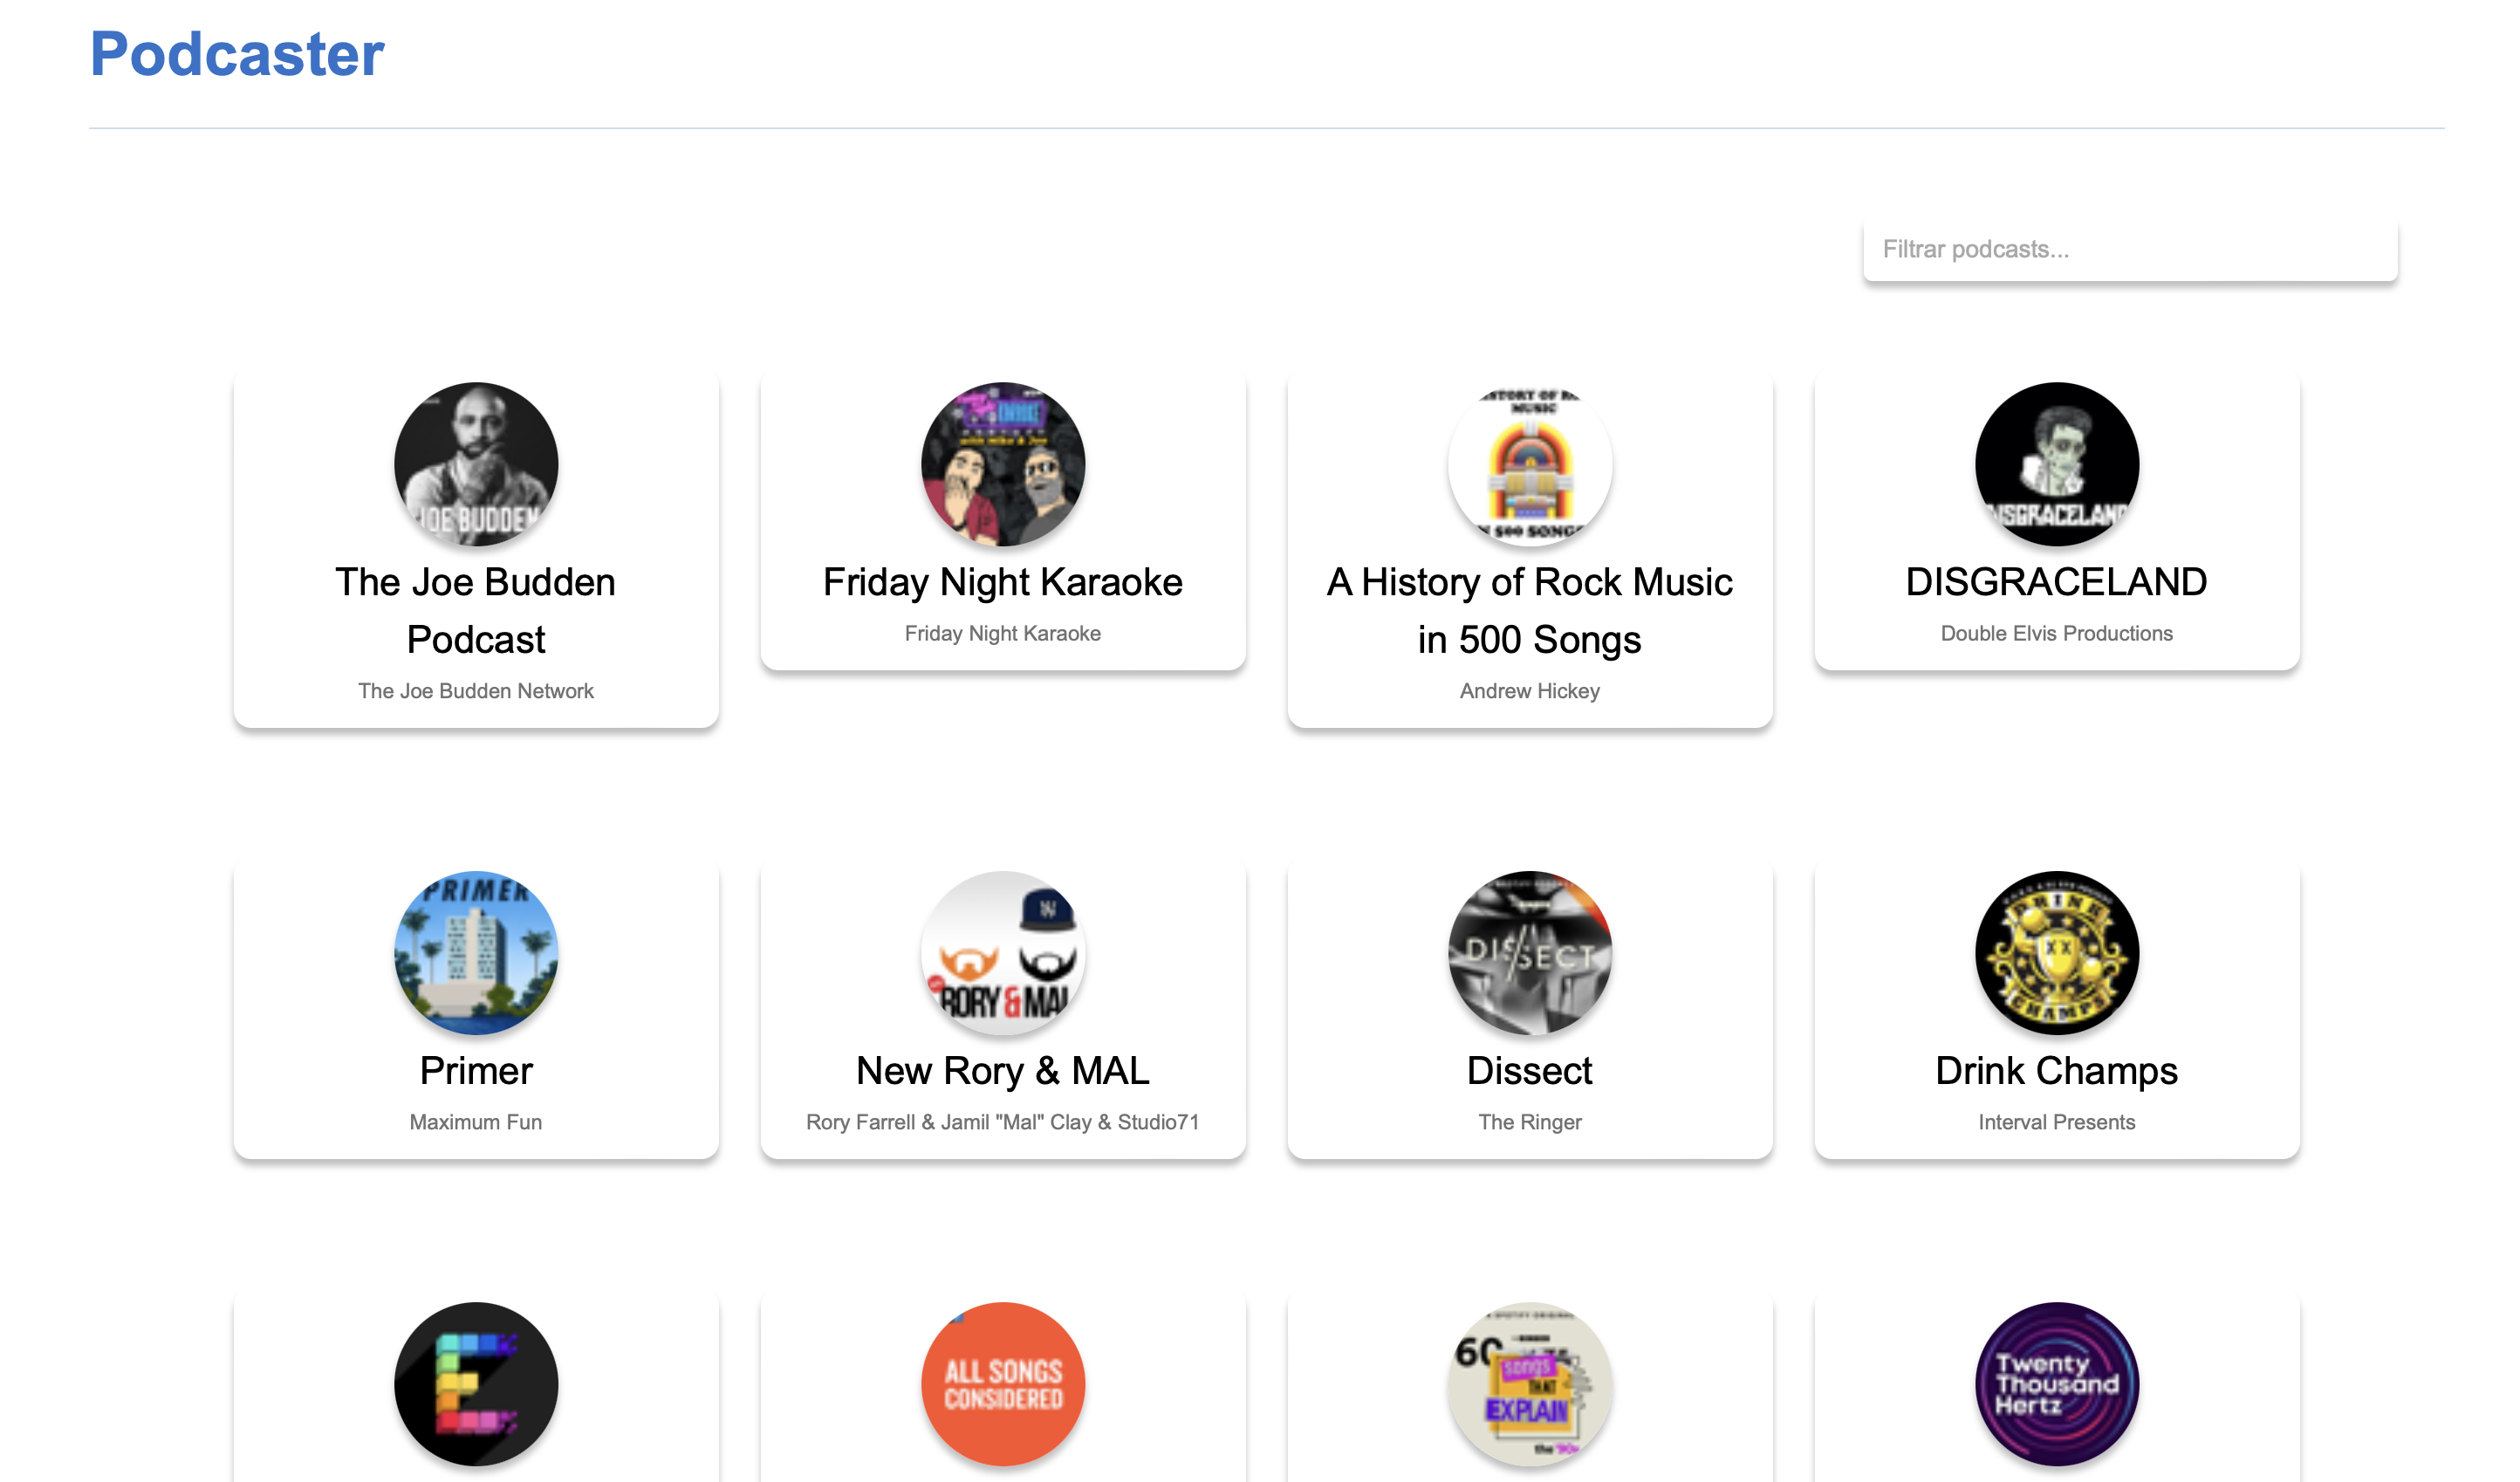 Podcaster
Filtrar podcasts...
JOE BUDDEN
MUSIC
500 SONGS
DISGRACELAND
The Joe Budden
Podcast
The Joe Budden Network
Friday Night Karaoke
Friday Night Karaoke
A History of Rock Music
in 500 Songs
Andrew Hickey
DISGRACELAND
Double Elvis Productions
PRIMER
RORY & MAL
DISSECT
DRINK
CHAMPS
Primer
Maximum Fun
New Rory & MAL
Rory Farrell & Jamil "Mal" Clay & Studio71
Dissect
The Ringer
Drink Champs
Interval Presents
E
ALL SONGS
CONSIDERED
60
songs
THAT
EXPLAIN
the '90s
Twenty
Thousand
Hertz